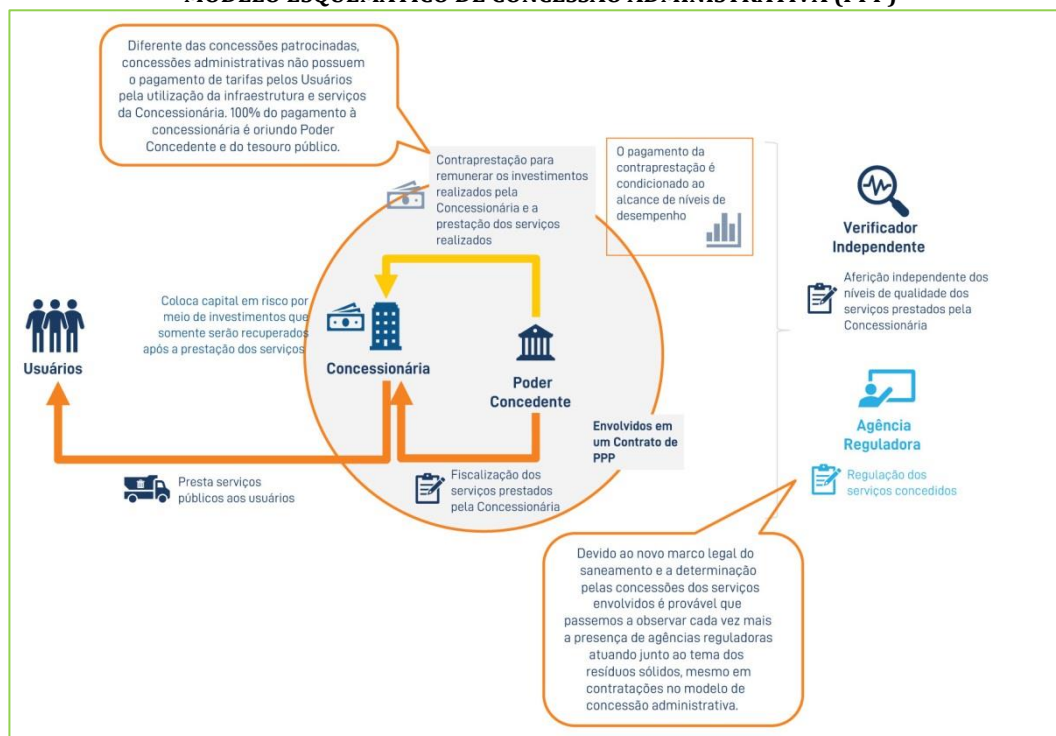 MODELO ESQUEMÁTICO DE CONCESSÃO ADMINISTRATIVA (PPP)
Diferente das concessões patrocinadas,
concessões administrativas não possuem
o pagamento de tarifas pelos Usuários
pela utilização da infraestrutura e serviços
da Concessionária. 100% do pagamento à
concessionária é oriundo Poder
Concedente e do tesouro público.
Contraprestação para
remunerar os investimentos
realizados pela
Concessionária e a
prestação dos serviços
realizados
O pagamento da
contraprestação é
condicionado ao
alcance de níveis de
desempenho
Verificador
Independente
Aferição independente dos
níveis de qualidade dos
serviços prestados pela
Concessionária
Coloca capital em risco por
meio de investimentos que
somente serão recuperados
após a prestação dos serviços
Usuários
Concessionária
Poder
Concedente
Envolvidos em
um Contrato de
PPP
Agência
Reguladora
Regulação dos
serviços concedidos
Presta serviços
públicos aos usuários
Fiscalização dos
serviços prestados
pela Concessionária
Devido ao novo marco legal do
saneamento e a determinação
pelas concessões dos serviços
envolvidos é provável que
passemos a observar cada vez mais
a presença de agências reguladoras
atuando junto ao tema dos
resíduos sólidos, mesmo em
contratações no modelo de
concessão administrativa.